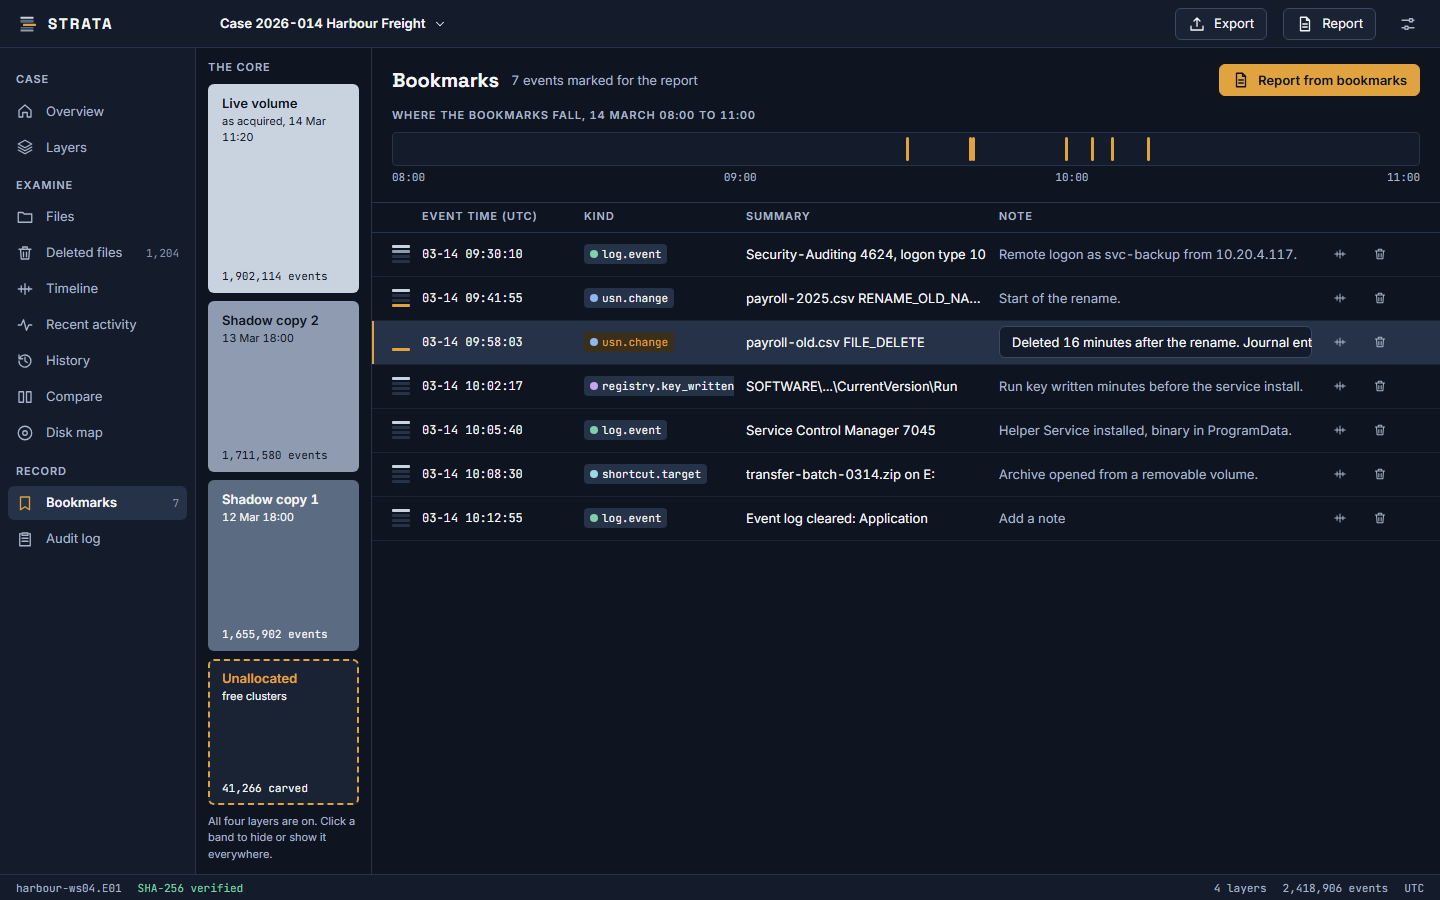 STRATA
Case 2026-014 Harbour Freight
Export
Report
CASE
Overview
Layers
EXAMINE
Files
Deleted files 1,204
Timeline
Recent activity
History
Compare
Disk map
RECORD
Bookmarks 7
Audit log
THE CORE
Live volume
as acquired, 14 Mar
11:20
1,902,114 events
Shadow copy 2
13 Mar 18:00
1,711,580 events
Shadow copy 1
12 Mar 18:00
1,655,902 events
Unallocated
free clusters
41,266 carved
All four layers are on. Click a
band to hide or show it
everywhere.
Bookmarks 7 events marked for the report
Report from bookmarks
WHERE THE BOOKMARKS FALL, 14 MARCH 08:00 TO 11:00
08:00 09:00 10:00 11:00
EVENT TIME (UTC) KIND SUMMARY NOTE
03-14 09:30:10 log.event Security-Auditing 4624, logon type 10 Remote logon as svc-backup from 10.20.4.117.
03-14 09:41:55 usn.change payroll-2025.csv RENAME_OLD_NA... Start of the rename.
03-14 09:58:03 usn.change payroll-old.csv FILE_DELETE Deleted 16 minutes after the rename. Journal ent
03-14 10:02:17 registry.key_written SOFTWARE\...\CurrentVersion\Run Run key written minutes before the service install.
03-14 10:05:40 log.event Service Control Manager 7045 Helper Service installed, binary in ProgramData.
03-14 10:08:30 shortcut.target transfer-batch-0314.zip on E: Archive opened from a removable volume.
03-14 10:12:55 log.event Event log cleared: Application Add a note
harbour-ws04.E01 SHA-256 verified
4 layers 2,418,906 events UTC